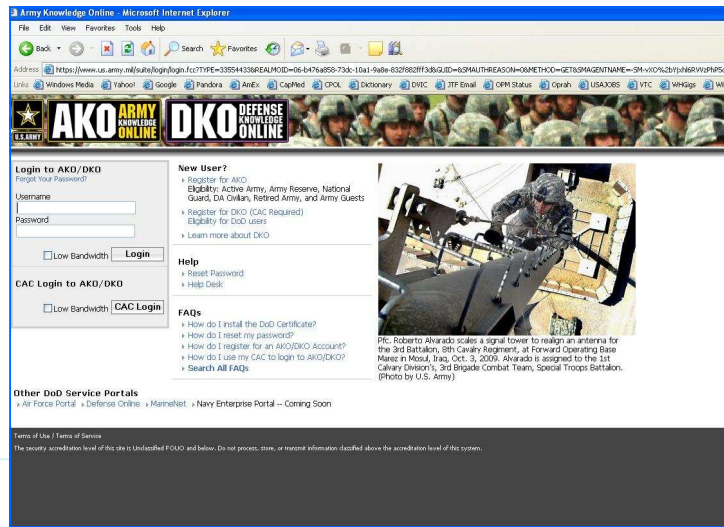 Army Knowledge Online - Microsoft Internet Explorer
File Edit View Favorites Tools Help
Back Search Favorites
Address https://www.us.army.mil/suite/login/login.fcc?TYPE=33554433&REALMOID=06-b476a858-73dc-10a1-9a8e-832f882fff3d&GUID=&SMAUTHREASON=0&METHOD=GET&SMAGENTNAME=
Links Windows Media Yahoo! Google Pandora AmEx CapMed CPOL Dictionary DVIC JTF Email OPM Status Oprah USAJOBS VTC WHGigs
U.S.ARMY AKO ARMY KNOWLEDGE ONLINE DKO DEFENSE KNOWLEDGE ONLINE
Login to AKO/DKO
Forgot Your Password?
Username
Password
Low Bandwidth Login
CAC Login to AKO/DKO
Low Bandwidth CAC Login
New User?
Register for AKO
Eligibility: Active Army, Army Reserve, National
Guard, DA Civilian, Retired Army, and Army Guests
Register for DKO (CAC Required)
Eligibility for DoD users
Learn more about DKO
Help
Reset Password
Help Desk
FAQs
How do I install the DoD Certificate?
How do I reset my password?
How do I register for an AKO/DKO Account?
How do I use my CAC to login to AKO/DKO?
Search All FAQs
Pfc. Roberto Alvarado scales a signal tower to realign an antenna for
the 3rd Battalion, 8th Cavalry Regiment, at Forward Operating Base
Marez in Mosul, Iraq, Oct. 3, 2009. Alvarado is assigned to the 1st
Calvary Division's, 3rd Brigade Combat Team, Special Troops Battalion.
(Photo by U.S. Army)
Other DoD Service Portals
Air Force Portal Defense Online MarineNet Navy Enterprise Portal -- Coming Soon
Terms of Use / Terms of Service
The security accreditation level of this site is Unclassified FOUO and below. Do not process, store, or transmit information classified above the accreditation level of this system.